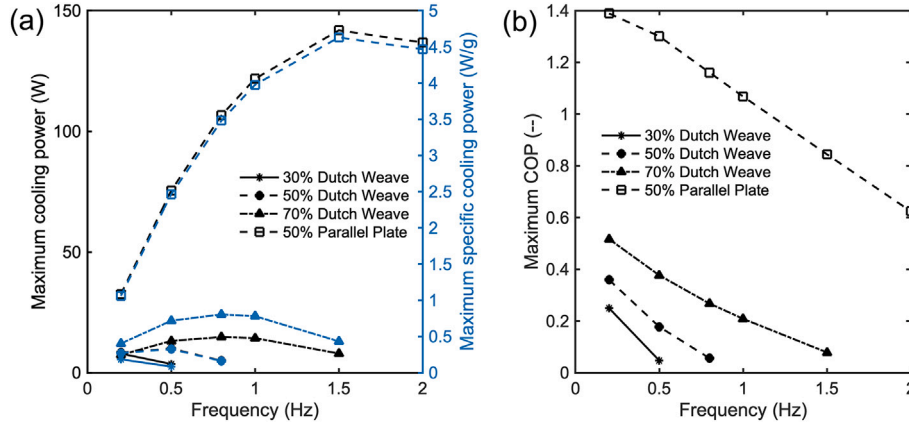 (a)
Maximum cooling power (W)
150
100
50
0
30% Dutch Weave
50% Dutch Weave
70% Dutch Weave
50% Parallel Plate
5
4.5
4
3.5
3
2.5
2
1.5
1
0.5
0
Maximum specific cooling power (W/g)
0
0.5
1
1.5
2
Frequency (Hz)
(b)
Maximum COP (--)
1.4
1.2
1
0.8
0.6
0.4
0.2
0
30% Dutch Weave
50% Dutch Weave
70% Dutch Weave
50% Parallel Plate
0
0.5
1
1.5
2
Frequency (Hz)